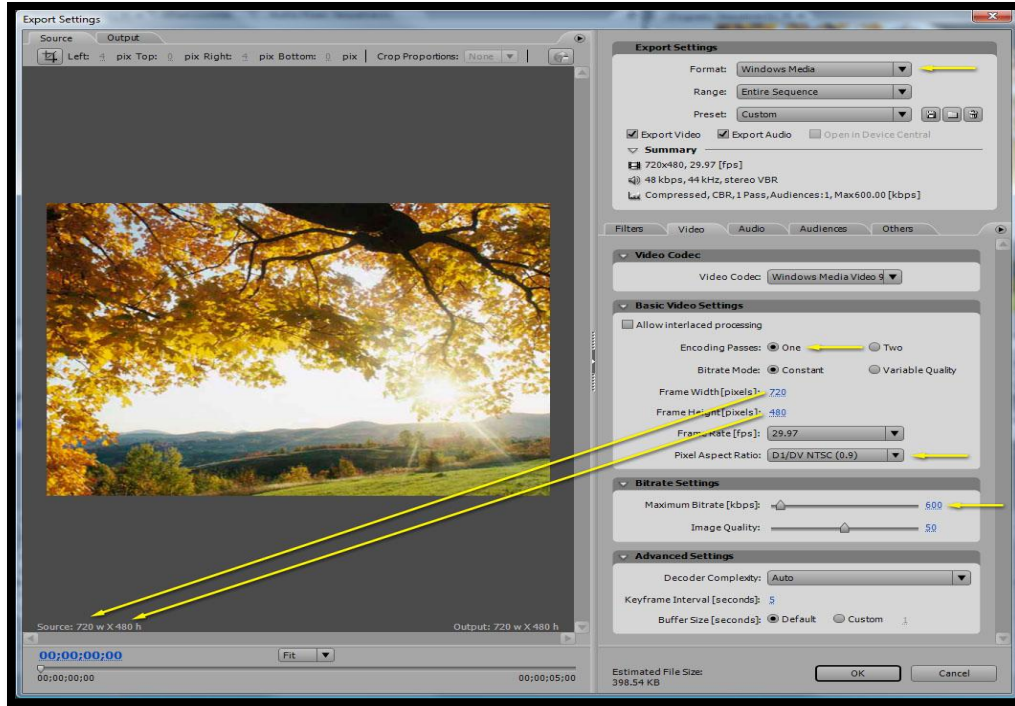 Export Settings
Source Output
Left: 4 pix Top: 0 pix Right: 4 pix Bottom: 0 pix | Crop Proportions: None
Source: 720 w X 480 h
Output: 720 w X 480 h
00;00;00;00
Fit
00;00;00;00
00;00;05;00
Export Settings
Format: Windows Media
Range: Entire Sequence
Preset: Custom
Export Video Export Audio Open in Device Central
Summary
720x480, 29.97 [fps]
48 kbps, 44 kHz, stereo VBR
Compressed, CBR, 1 Pass, Audiences:1, Max600.00 [kbps]
Filters Video Audio Audiences Others
Video Codec
Video Codec: Windows Media Video 9
Basic Video Settings
Allow interlaced processing
Encoding Passes: One Two
Bitrate Mode: Constant Variable Quality
Frame Width[pixels]: 720
Frame Height[pixels]: 480
Frame Rate [fps]: 29.97
Pixel Aspect Ratio: D1/DV NTSC (0.9)
Bitrate Settings
Maximum Bitrate [kbps]: 600
Image Quality: 50
Advanced Settings
Decoder Complexity: Auto
Keyframe Interval [seconds]: 5
Buffer Size [seconds]: Default Custom 1
Estimated File Size:
398.54 KB
OK
Cancel